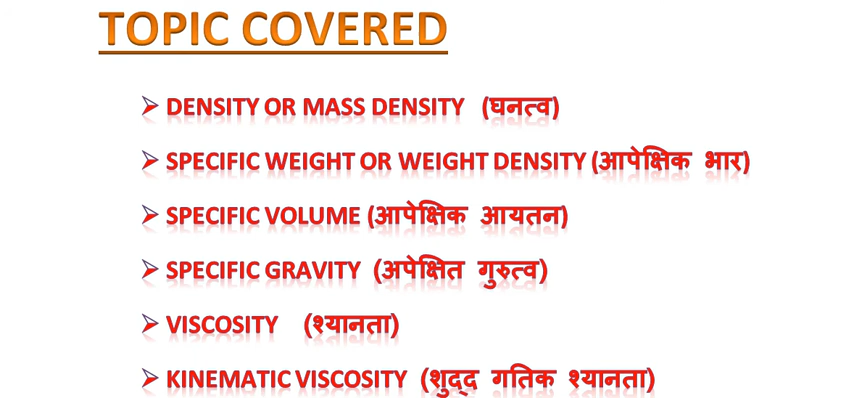 TOPIC COVERED
➢ DENSITY OR MASS DENSITY (घनत्व)
➢ SPECIFIC WEIGHT OR WEIGHT DENSITY (आपेक्षिक भार)
➢ SPECIFIC VOLUME (आपेक्षिक आयतन)
➢ SPECIFIC GRAVITY (अपेक्षित गुरुत्व)
➢ VISCOSITY (श्यानता)
➢ KINEMATIC VISCOSITY (शुद्द गतिक श्यानता)